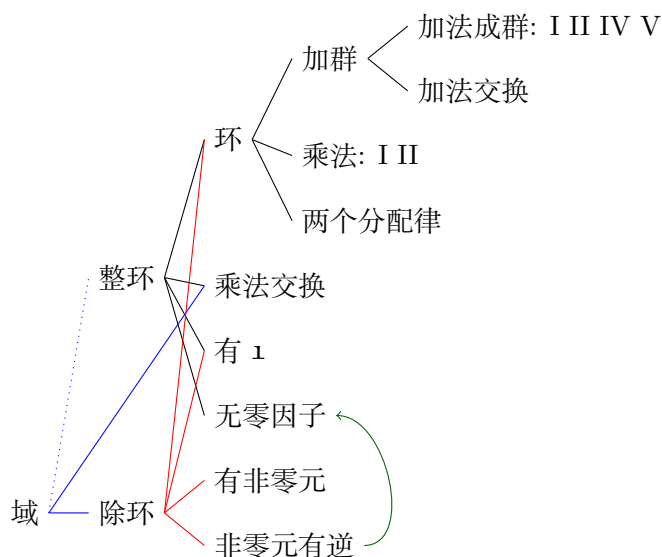 加法成群: I II IV V
加群
加法交换
环
乘法: I II
两个分配律
整环
乘法交换
有 1
无零因子
有非零元
域
除环
非零元有逆